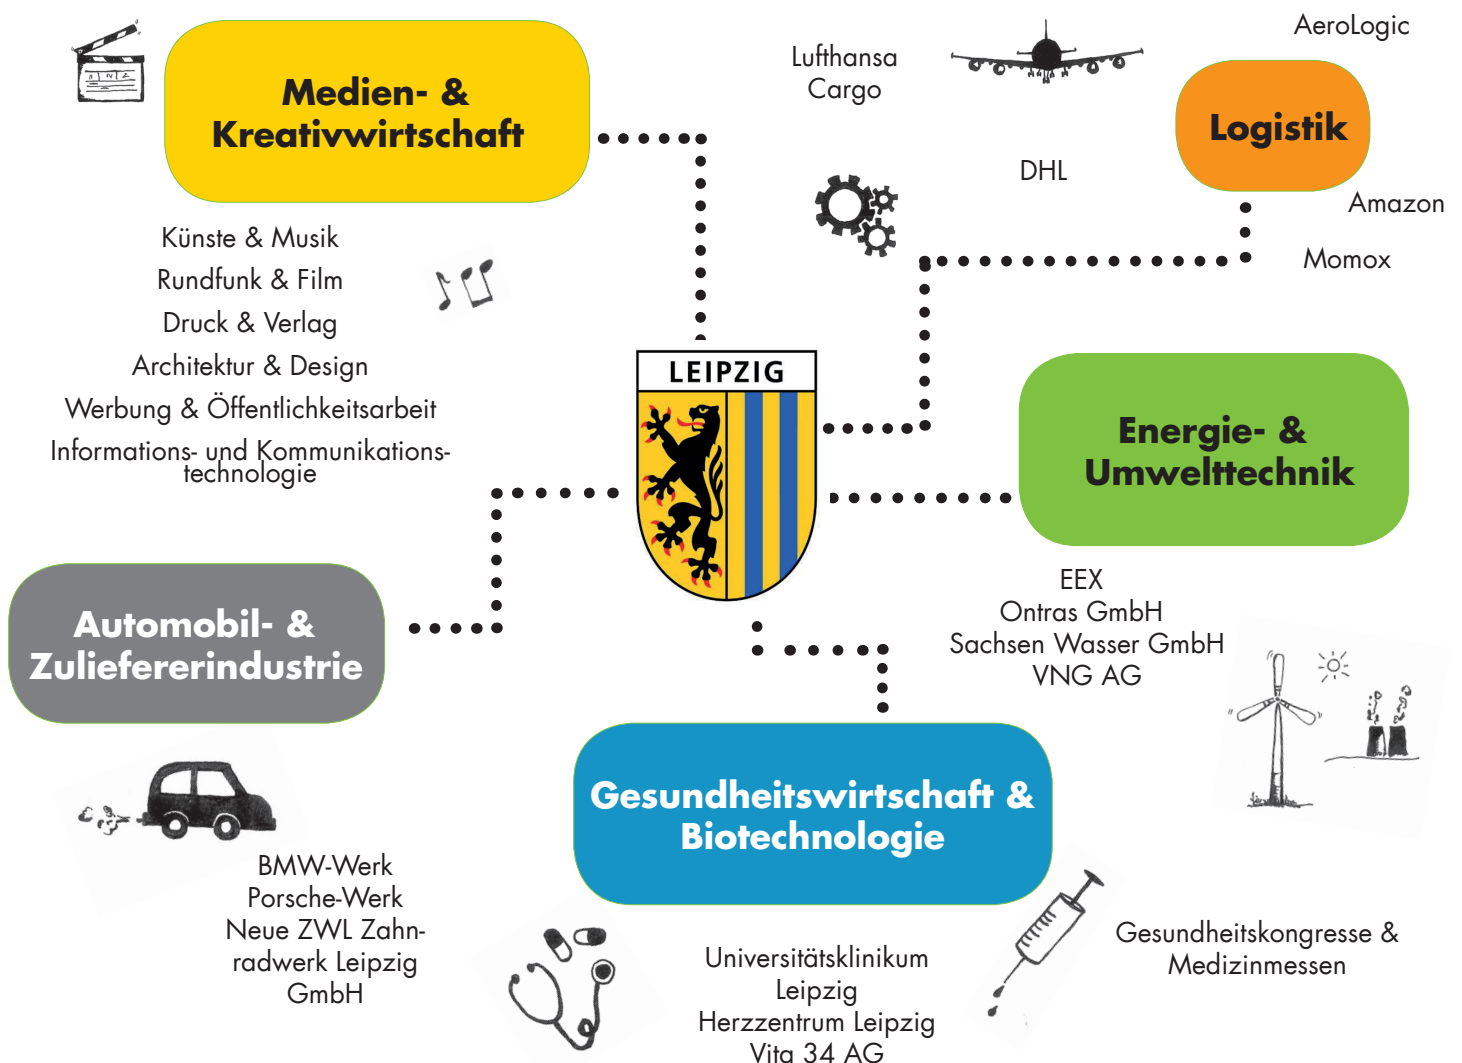 Medien- &
Kreativwirtschaft
Künste & Musik
Rundfunk & Film
Druck & Verlag
Architektur & Design
Werbung & Öffentlichkeitsarbeit
Informations- und Kommunikations-
technologie
Lufthansa
Cargo
AeroLogic
Logistik
DHL
Amazon
Momox
LEIPZIG
Energie- &
Umwelttechnik
EEX
Ontras GmbH
Sachsen Wasser GmbH
VNG AG
Automobil- &
Zuliefererindustrie
BMW-Werk
Porsche-Werk
Neue ZWL Zahn-
radwerk Leipzig
GmbH
Gesundheitswirtschaft &
Biotechnologie
Universitätsklinikum
Leipzig
Herzzentrum Leipzig
Vita 34 AG
Gesundheitskongresse &
Medizinmessen